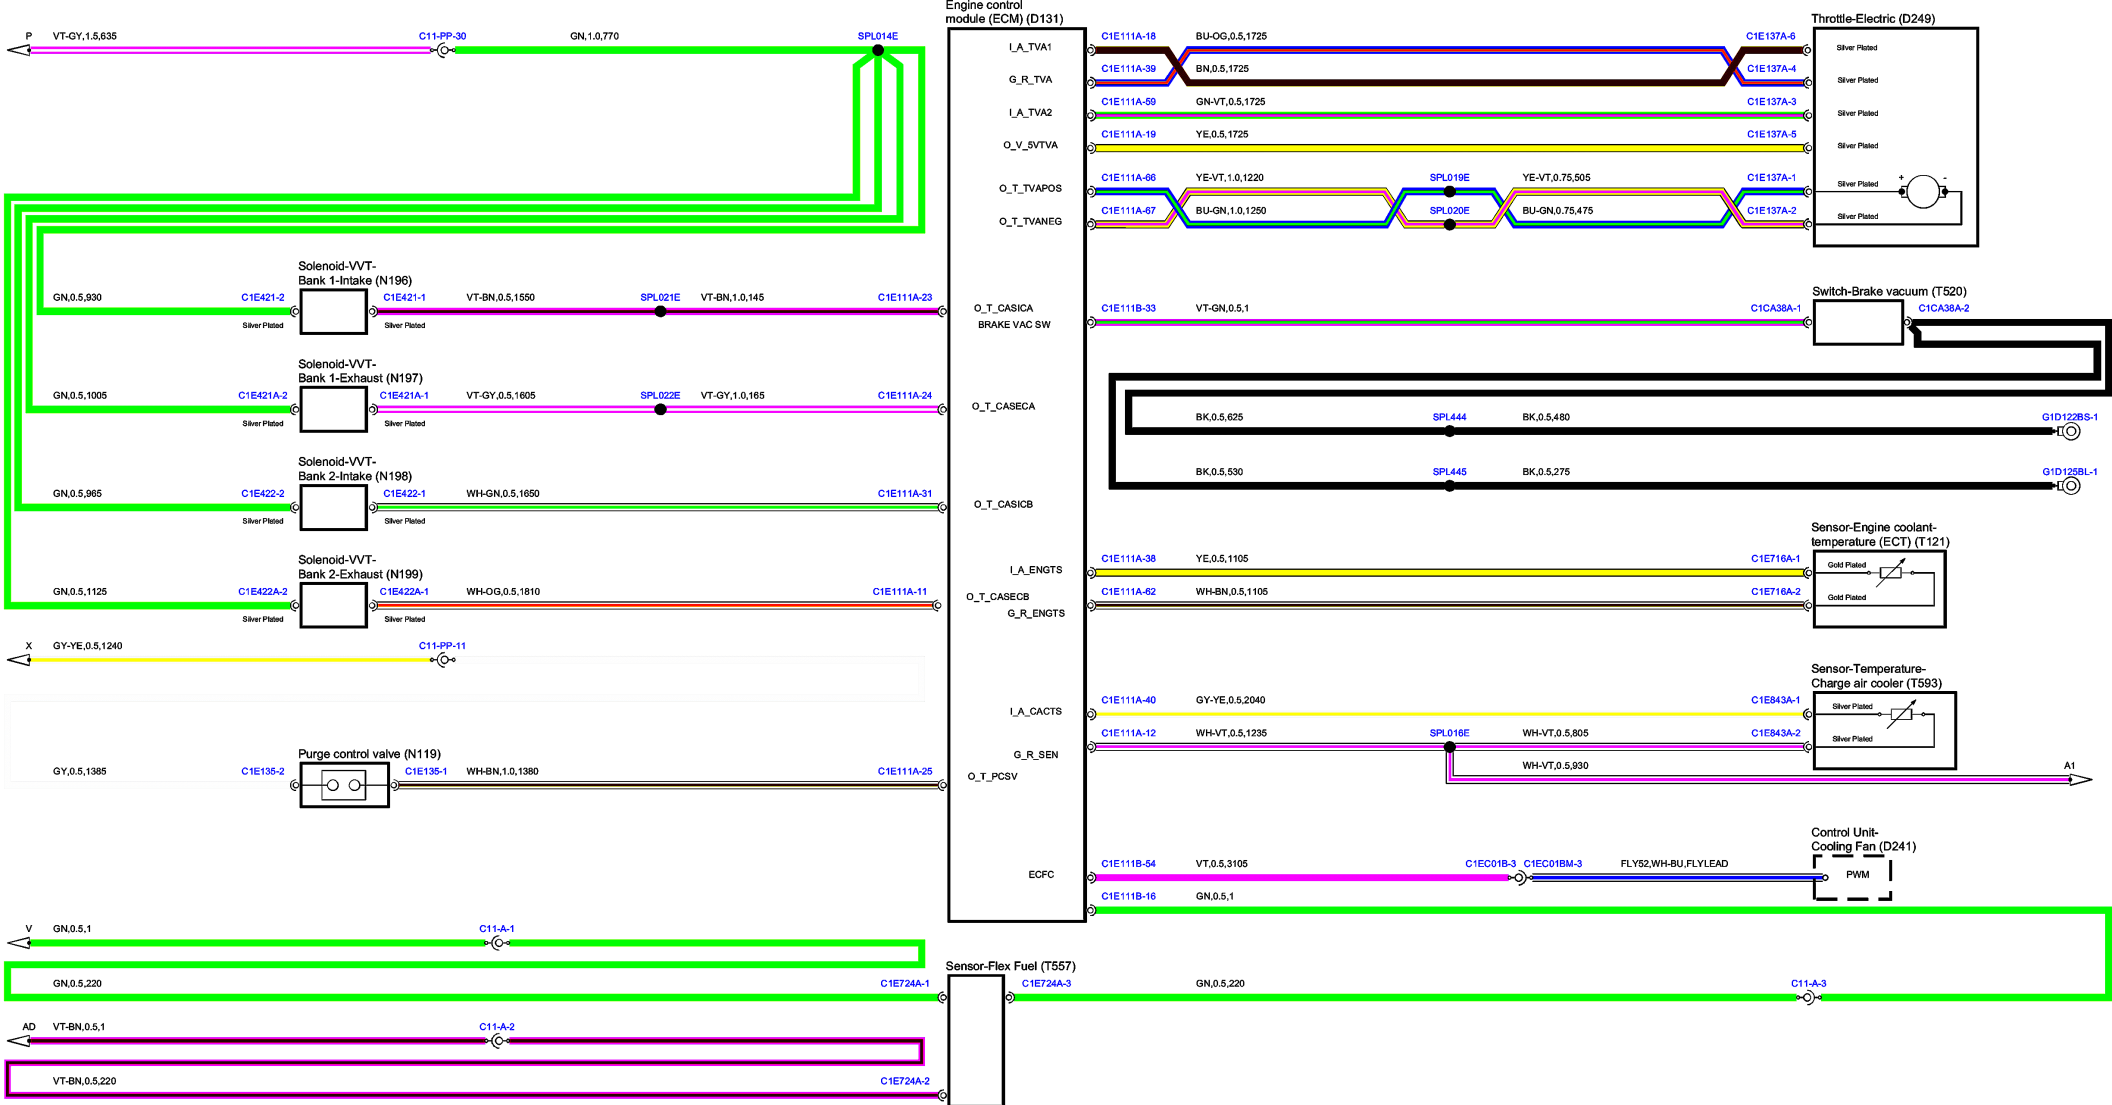 Engine control
module (ECM) (D131)
Throttle-Electric (D249)
P VT-GY,1.5,635 C11-PP-30 GN,1.0,770 SPL014E
I_A_TVA1 C1E111A-18 BU-OG,0.5,1725 C1E137A-6 Silver Plated
G_R_TVA C1E111A-39 BN,0.5,1725 C1E137A-4 Silver Plated
I_A_TVA2 C1E111A-59 GN-VT,0.5,1725 C1E137A-3 Silver Plated
O_V_5VTVA C1E111A-19 YE,0.5,1725 C1E137A-5 Silver Plated
O_T_TVAPOS C1E111A-66 YE-VT,1.0,1220 SPL019E YE-VT,0.75,505 C1E137A-1 Silver Plated + -
O_T_TVANEG C1E111A-67 BU-GN,1.0,1250 SPL020E BU-GN,0.75,475 C1E137A-2 Silver Plated
Solenoid-VVT-
Bank 1-Intake (N196)
GN,0.5,930 C1E421-2 C1E421-1 VT-BN,0.5,1550 SPL021E VT-BN,1.0,145 C1E111A-23 O_T_CASICA
Silver Plated Silver Plated
Switch-Brake vacuum (T520)
BRAKE VAC SW C1E111B-33 VT-GN,0.5,1 C1CA38A-1 C1CA38A-2
Solenoid-VVT-
Bank 1-Exhaust (N197)
GN,0.5,1005 C1E421A-2 C1E421A-1 VT-GY,0.5,1605 SPL022E VT-GY,1.0,165 C1E111A-24 O_T_CASECA
Silver Plated Silver Plated
BK,0.5,625 SPL444 BK,0.5,480 G1D122BS-1
BK,0.5,530 SPL445 BK,0.5,275 G1D125BL-1
Solenoid-VVT-
Bank 2-Intake (N198)
GN,0.5,965 C1E422-2 C1E422-1 WH-GN,0.5,1650 C1E111A-31 O_T_CASICB
Silver Plated Silver Plated
Sensor-Engine coolant-
temperature (ECT) (T121)
I_A_ENGTS C1E111A-38 YE,0.5,1105 C1E716A-1 Gold Plated
Solenoid-VVT-
Bank 2-Exhaust (N199)
GN,0.5,1125 C1E422A-2 C1E422A-1 WH-OG,0.5,1810 C1E111A-11 O_T_CASECB
Silver Plated Silver Plated
G_R_ENGTS C1E111A-62 WH-BN,0.5,1105 C1E716A-2 Gold Plated
X GY-YE,0.5,1240 C11-PP-11
Sensor-Temperature-
Charge air cooler (T593)
I_A_CACTS C1E111A-40 GY-YE,0.5,2040 C1E843A-1 Silver Plated
G_R_SEN C1E111A-12 WH-VT,0.5,1235 SPL016E WH-VT,0.5,805 C1E843A-2 Silver Plated
WH-VT,0.5,930 A1
Purge control valve (N119)
GY,0.5,1385 C1E135-2 C1E135-1 WH-BN,1.0,1380 C1E111A-25 O_T_PCSV
Control Unit-
Cooling Fan (D241)
ECFC C1E111B-54 VT,0.5,3105 C1EC01B-3 C1EC01BM-3 FLY52,WH-BU,FLYLEAD PWM
C1E111B-16 GN,0.5,1
V GN,0.5,1 C11-A-1
Sensor-Flex Fuel (T557)
GN,0.5,220 C1E724A-1 C1E724A-3 GN,0.5,220 C11-A-3
AD VT-BN,0.5,1 C11-A-2
VT-BN,0.5,220 C1E724A-2